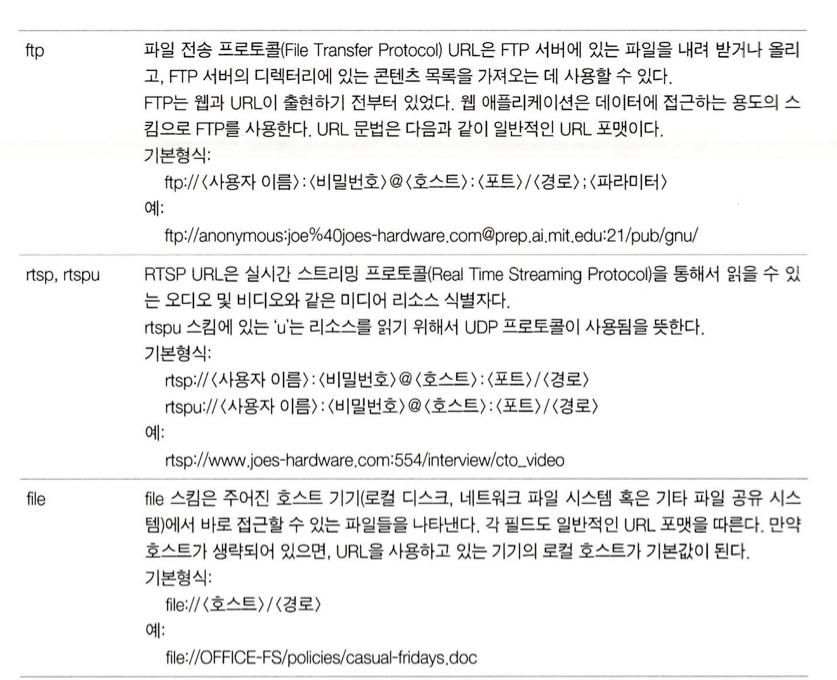 ftp
파일 전송 프로토콜(File Transfer Protocol) URL은 FTP 서버에 있는 파일을 내려 받거나 올리
고, FTP 서버의 디렉터리에 있는 콘텐츠 목록을 가져오는 데 사용할 수 있다.
FTP는 웹과 URL이 출현하기 전부터 있었다. 웹 애플리케이션은 데이터에 접근하는 용도의 스
킴으로 FTP를 사용한다. URL 문법은 다음과 같이 일반적인 URL 포맷이다.
기본형식:
ftp://〈사용자 이름〉:〈비밀번호〉@〈호스트〉:〈포트〉/〈경로〉;〈파라미터〉
예:
ftp://anonymous:joe%40joes-hardware.com@prep.ai.mit.edu:21/pub/gnu/
rtsp, rtspu
RTSP URL은 실시간 스트리밍 프로토콜(Real Time Streaming Protocol)을 통해서 읽을 수 있
는 오디오 및 비디오와 같은 미디어 리소스 식별자다.
rtspu 스킴에 있는 ‘u’는 리소스를 읽기 위해서 UDP 프로토콜이 사용됨을 뜻한다.
기본형식:
rtsp://〈사용자 이름〉:〈비밀번호〉@〈호스트〉:〈포트〉/〈경로〉
rtspu://〈사용자 이름〉:〈비밀번호〉@〈호스트〉:〈포트〉/〈경로〉
예:
rtsp://www.joes-hardware.com:554/interview/cto_video
file
file 스킴은 주어진 호스트 기기(로컬 디스크, 네트워크 파일 시스템 혹은 기타 파일 공유 시스
템)에서 바로 접근할 수 있는 파일들을 나타낸다. 각 필드도 일반적인 URL 포맷을 따른다. 만약
호스트가 생략되어 있으면, URL을 사용하고 있는 기기의 로컬 호스트가 기본값이 된다.
기본형식:
file://〈호스트〉/〈경로〉
예:
file://OFFICE-FS/policies/casual-fridays.doc